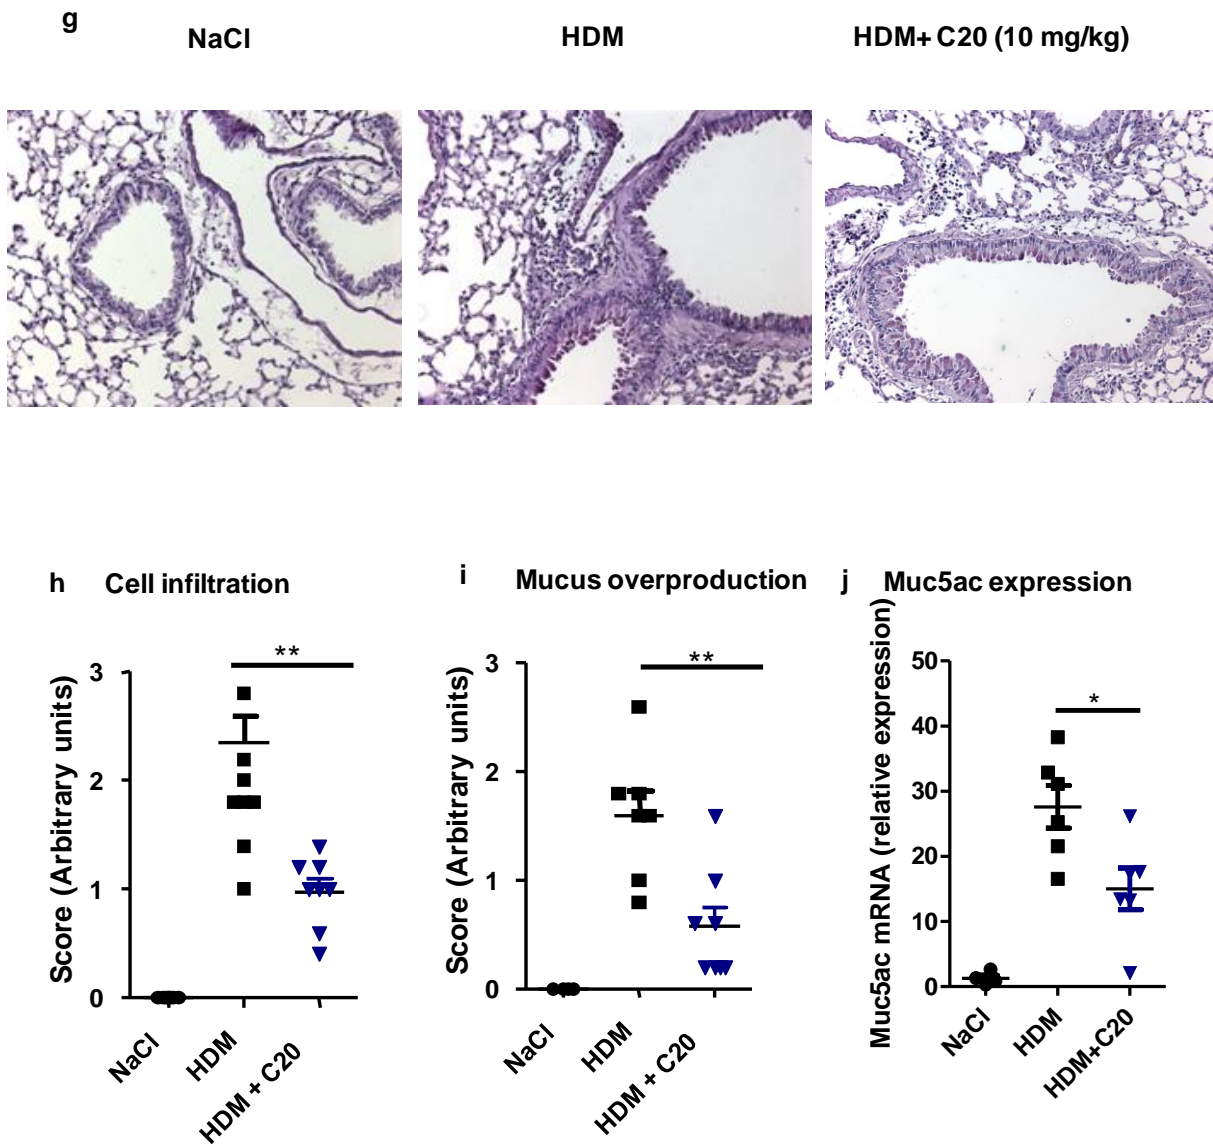 g
NaCl
HDM
HDM+ C20 (10 mg/kg)
h Cell infiltration
**
3
2
1
0
Score (Arbitrary units)
NaCl
HDM
HDM + C20
i Mucus overproduction
**
3
2
1
0
Score (Arbitrary units)
NaCl
HDM
HDM + C20
j Muc5ac expression
*
50
40
30
20
10
0
Muc5ac mRNA (relative expression)
NaCl
HDM
HDM+C20